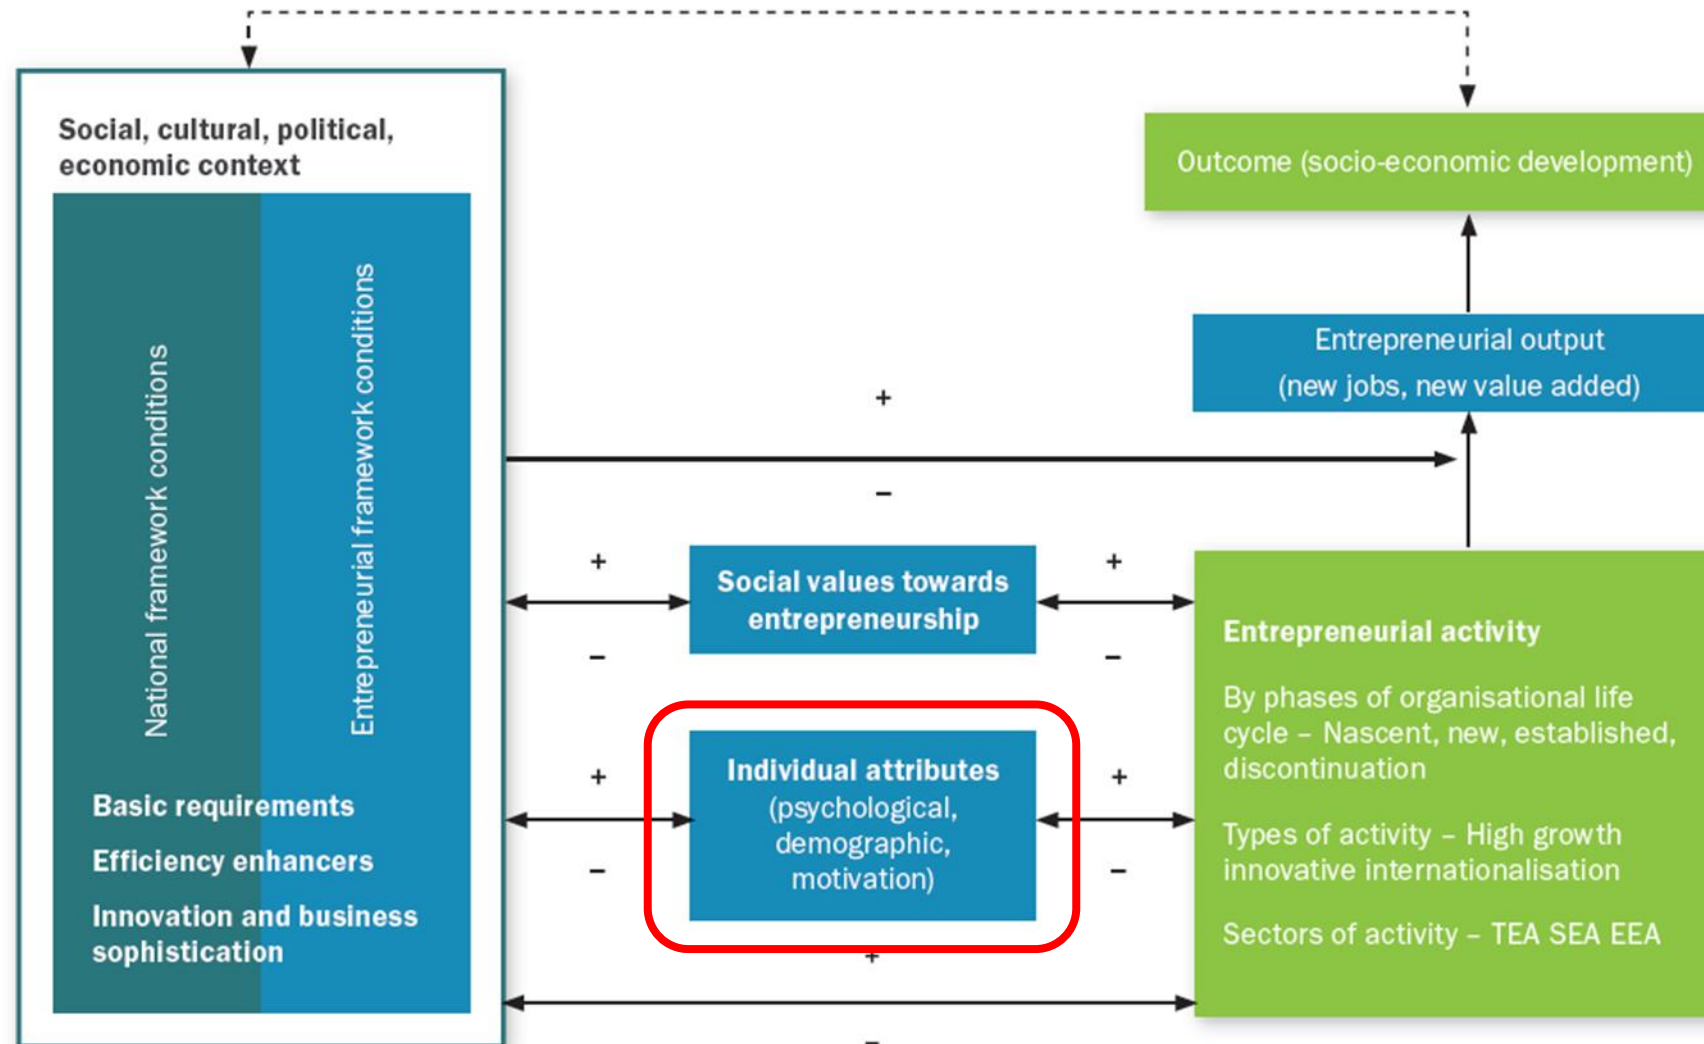 Social, cultural, political,
economic context
National framework conditions
Entrepreneurial framework conditions
Basic requirements
Efficiency enhancers
Innovation and business
sophistication
+
–
+
–
Social values towards
entrepreneurship
+
–
+
–
Individual attributes
(psychological,
demographic,
motivation)
+
–
+
–
Outcome (socio-economic development)
Entrepreneurial output
(new jobs, new value added)
Entrepreneurial activity
By phases of organisational life
cycle – Nascent, new, established,
discontinuation
Types of activity – High growth
innovative internationalisation
Sectors of activity – TEA SEA EEA